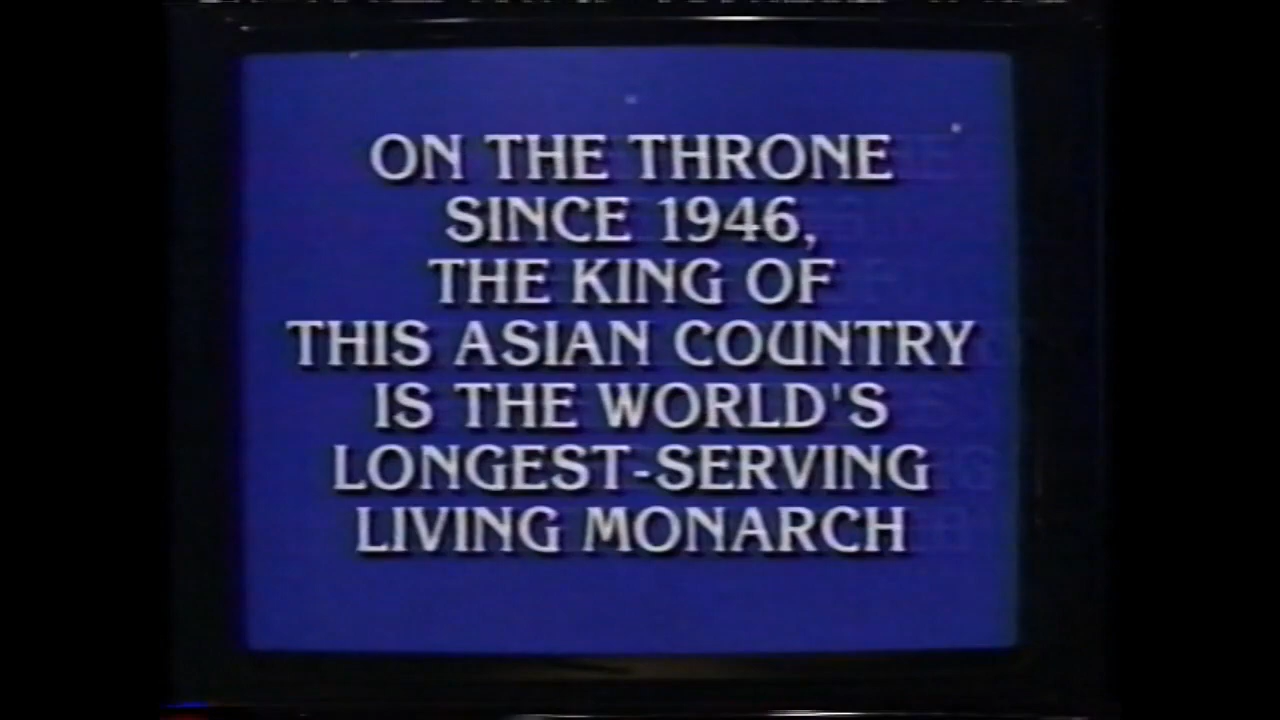 ON THE THRONE
SINCE 1946,
THE KING OF
THIS ASIAN COUNTRY
IS THE WORLD'S
LONGEST-SERVING
LIVING MONARCH